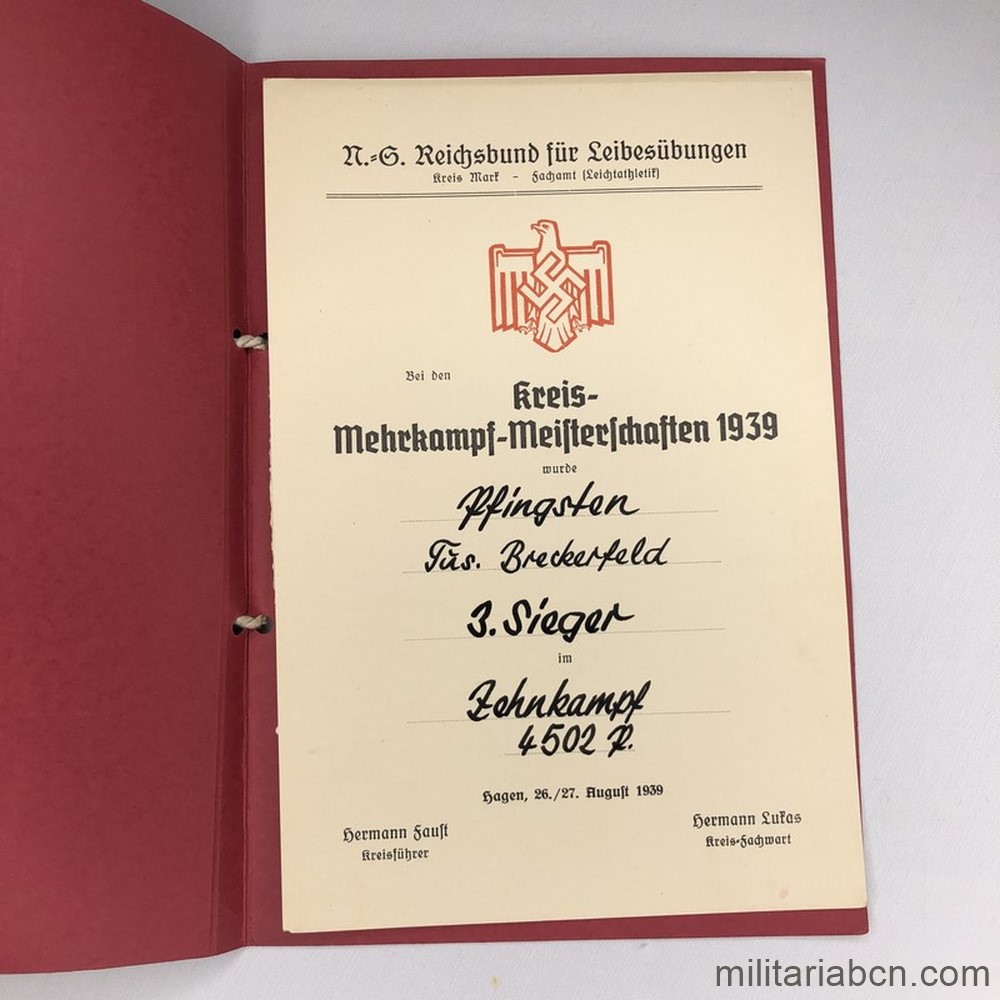 N.=S. Reichsbund für Leibesübungen
Kreis Mark – Fachamt (Leichtathletik)
Bei den
Kreis-
Mehrkampf-Meisterschaften 1939
wurde
Pfingsten
Tus. Breckerfeld
3. Sieger
im
Zehnkampf
4502 P.
Hagen, 26./27. August 1939
Hermann Faust
Kreisführer
Hermann Lukas
Kreis-Fachwart
militariabcn.com